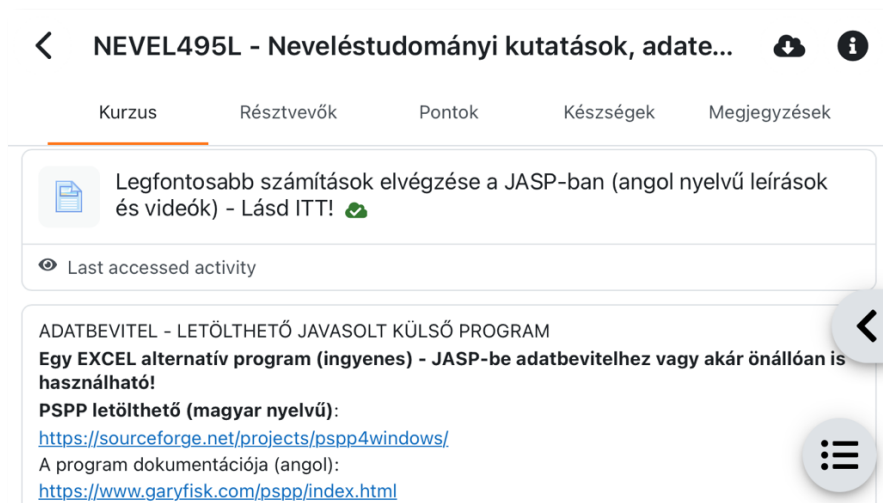 NEVEL495L - Neveléstudományi kutatások, adate...
Kurzus Résztvevők Pontok Készségek Megjegyzések
Legfontosabb számítások elvégzése a JASP-ban (angol nyelvű leírások
és videók) - Lásd ITT!
Last accessed activity
ADATBEVITEL - LETÖLTHETŐ JAVASOLT KÜLSŐ PROGRAM
Egy EXCEL alternatív program (ingyenes) - JASP-be adatbevitelhez vagy akár önállóan is
használható!
PSPP letölthető (magyar nyelvű):
https://sourceforge.net/projects/pspp4windows/
A program dokumentációja (angol):
https://www.garyfisk.com/pspp/index.html